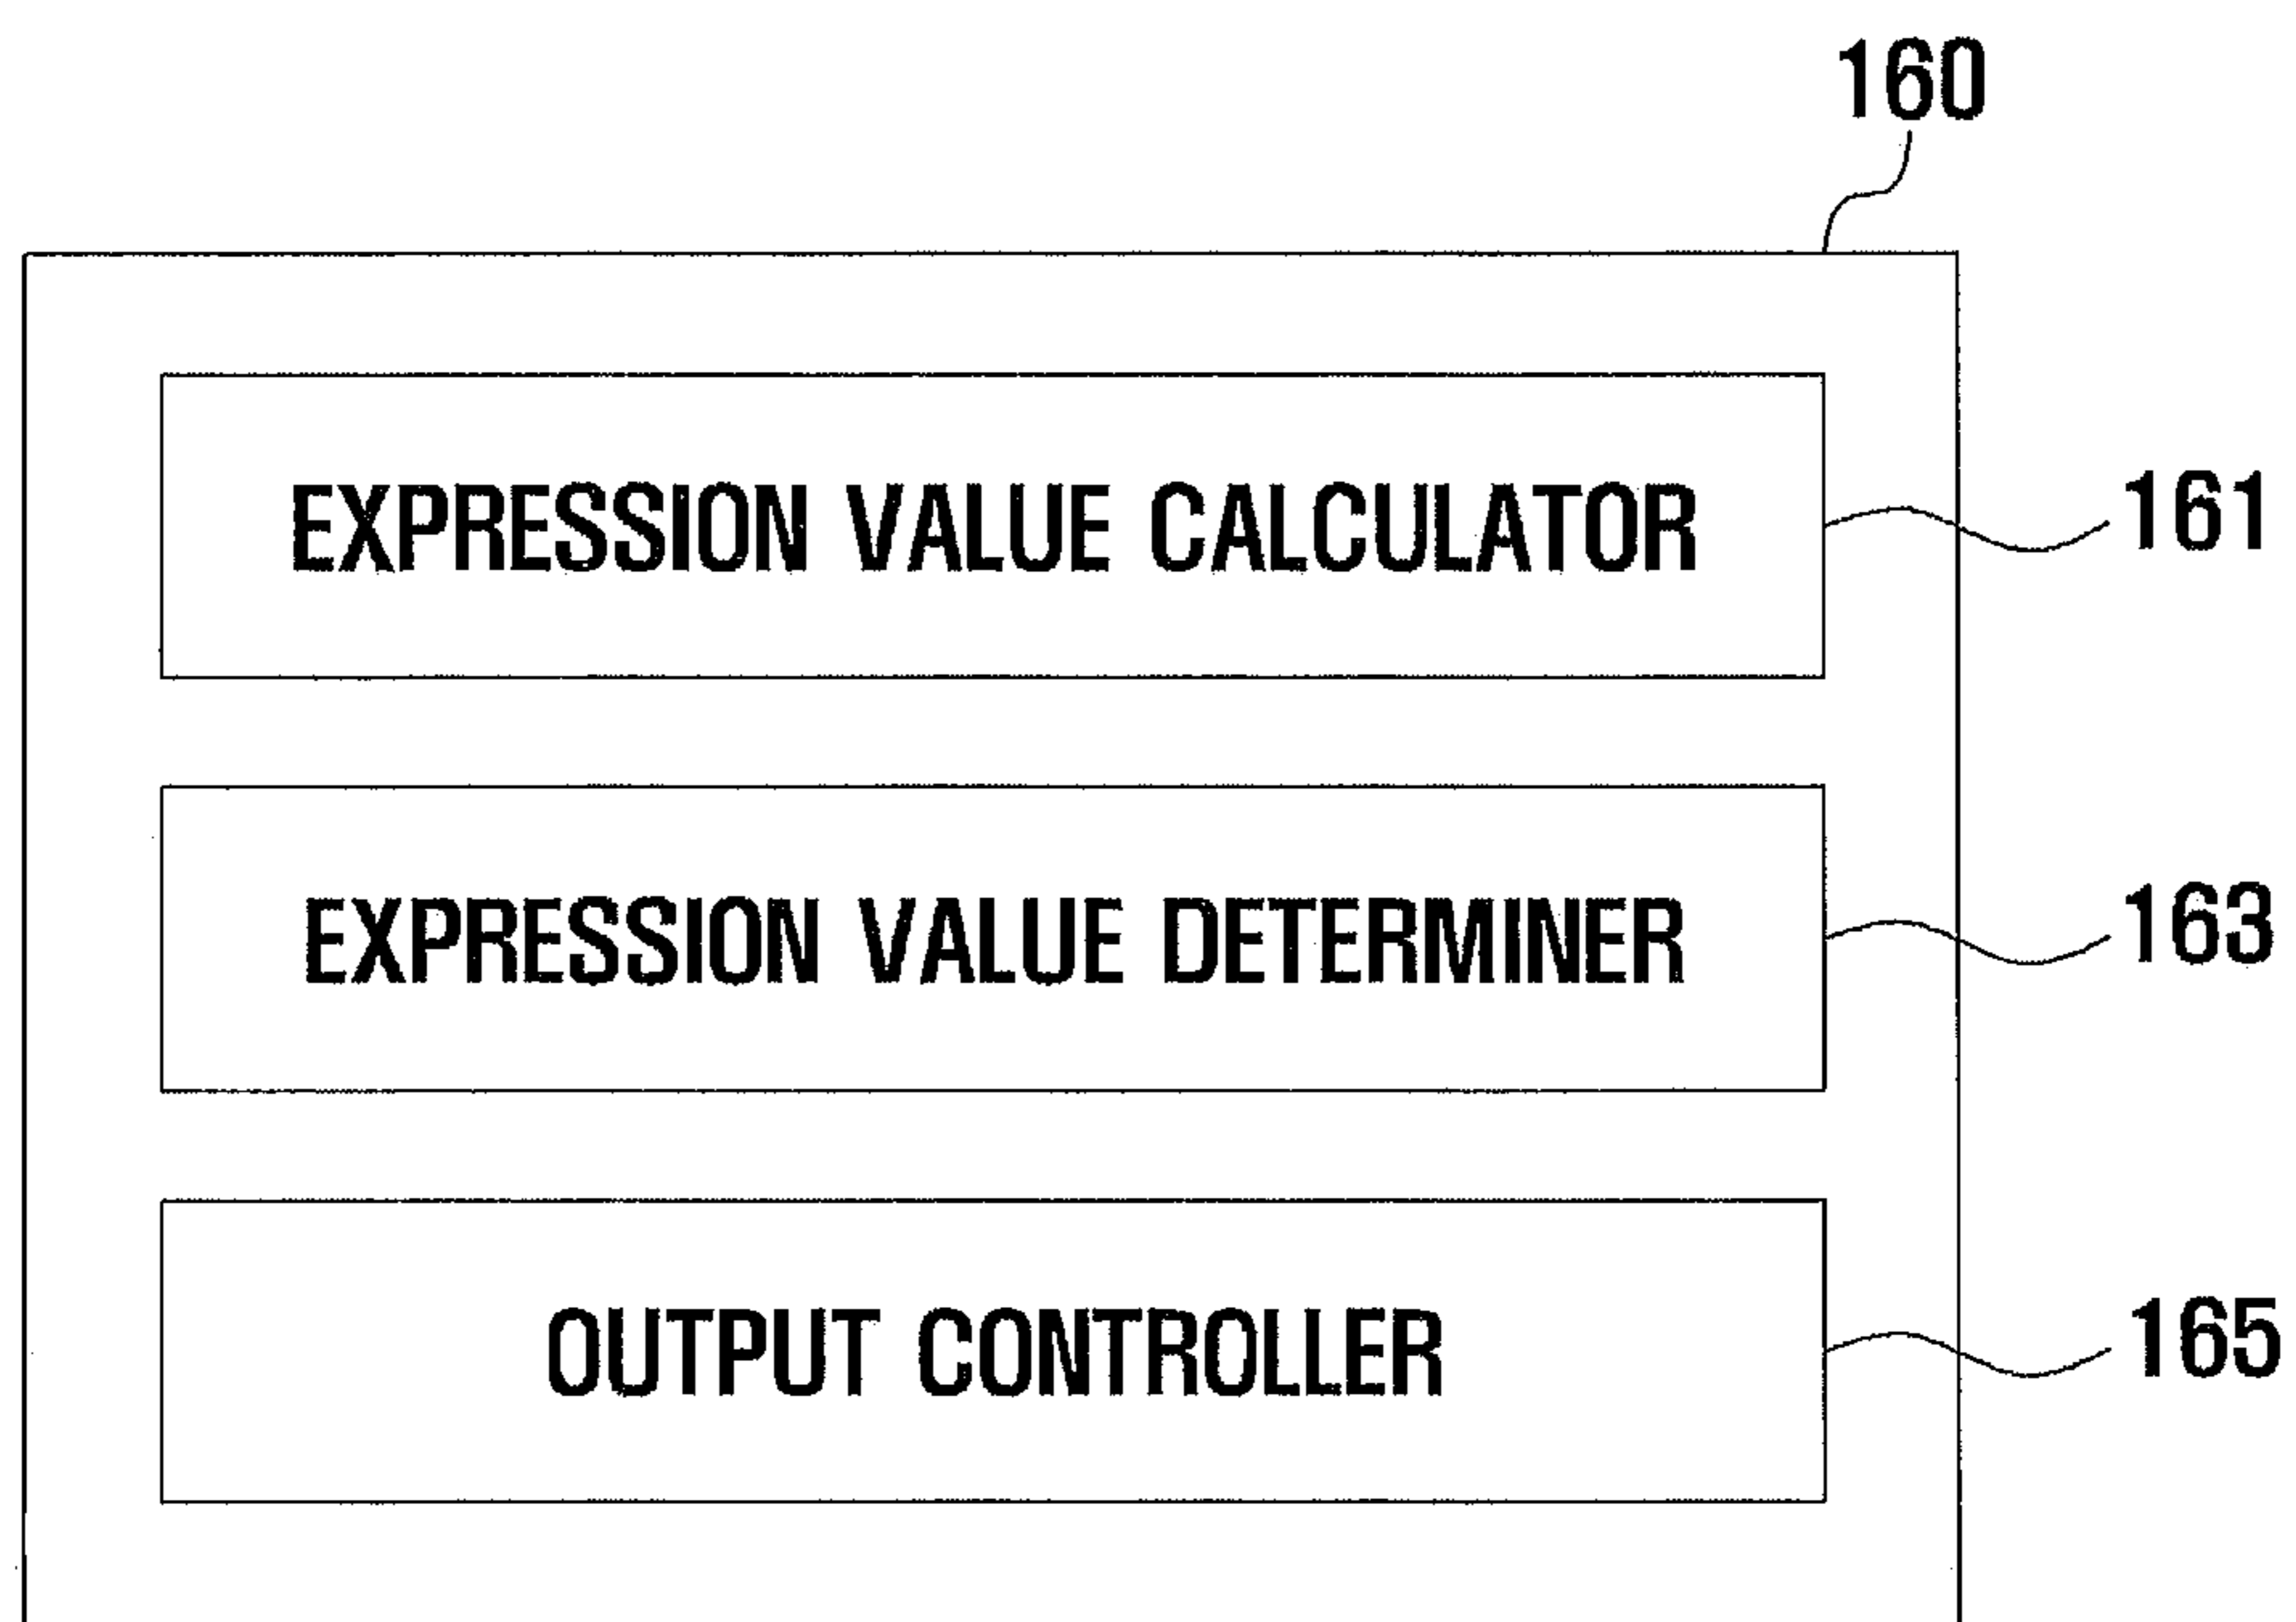 160
EXPRESSION VALUE CALCULATOR
161
EXPRESSION VALUE DETERMINER
163
OUTPUT CONTROLLER
165